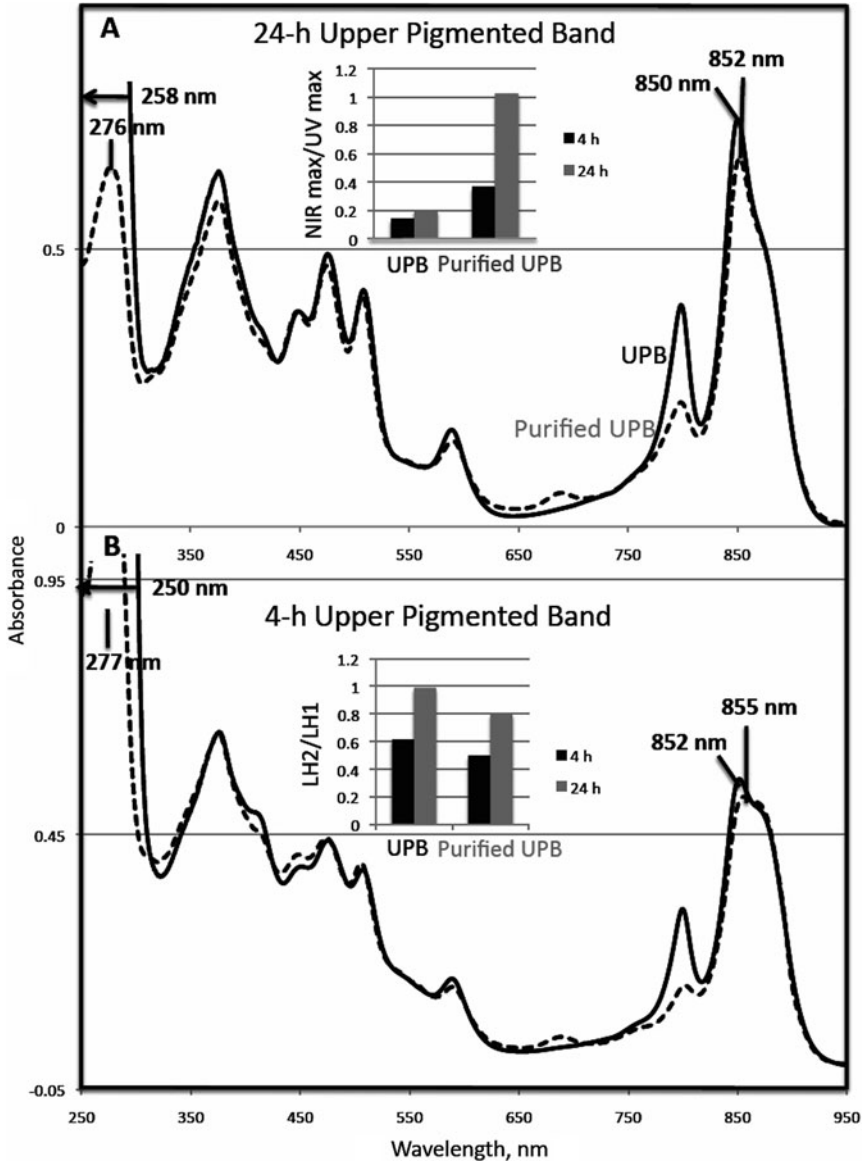 A
24-h Upper Pigmented Band
258 nm
276 nm
850 nm
852 nm
NIR max/UV max
1.2
1
0.8
0.6
0.4
0.2
0
4 h
24 h
UPB Purified UPB
0.5
UPB
Purified UPB
0
350 450 550 650 750 850
B
0.95
250 nm
277 nm
4-h Upper Pigmented Band
LH2/LH1
1.2
1
0.8
0.6
0.4
0.2
0
4 h
24 h
UPB Purified UPB
855 nm
852 nm
0.45
-0.05
250 350 450 550 650 750 850 950
Absorbance
Wavelength, nm